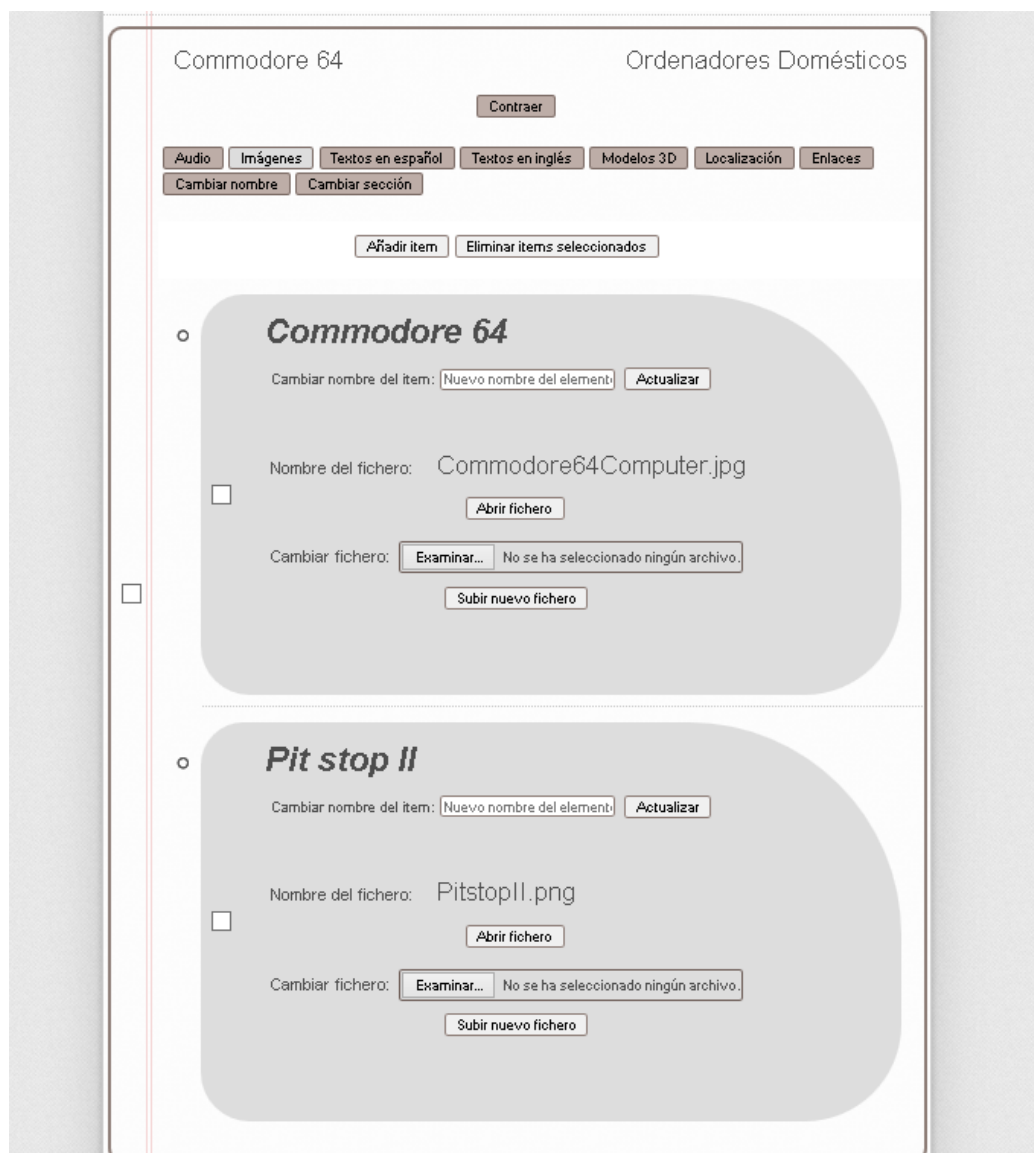 Commodore 64 Ordenadores Domésticos
Contraer
Audio Imágenes Textos en español Textos en inglés Modelos 3D Localización Enlaces
Cambiar nombre Cambiar sección
Añadir item Eliminar items seleccionados
Commodore 64
Cambiar nombre del item: Nuevo nombre del elemento Actualizar
Nombre del fichero: Commodore64Computer.jpg
Abrir fichero
Cambiar fichero: Examinar... No se ha seleccionado ningún archivo.
Subir nuevo fichero
Pit stop II
Cambiar nombre del item: Nuevo nombre del elemento Actualizar
Nombre del fichero: PitstopII.png
Abrir fichero
Cambiar fichero: Examinar... No se ha seleccionado ningún archivo.
Subir nuevo fichero